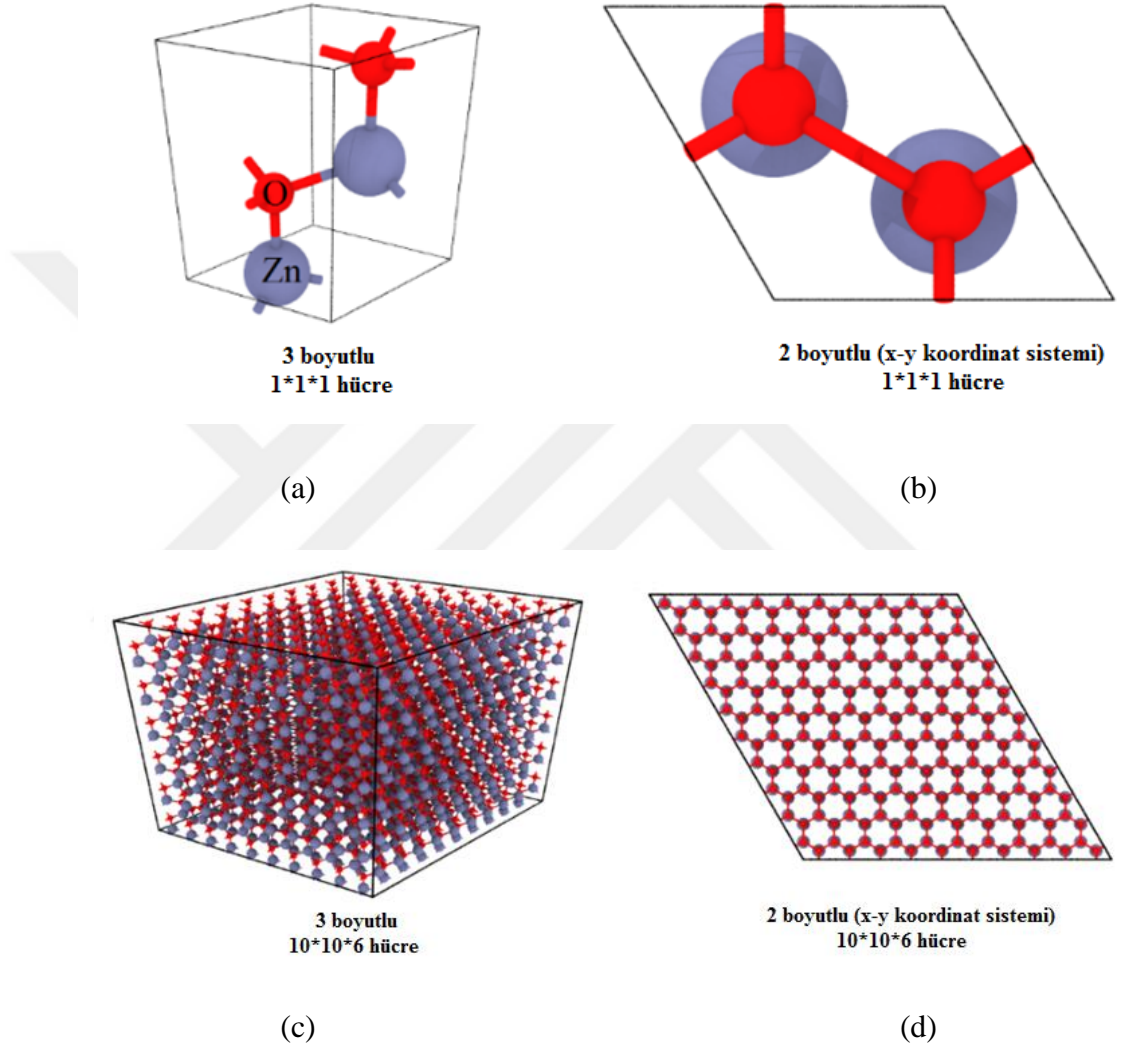 O
Zn
3 boyutlu
1*1*1 hücre
2 boyutlu (x-y koordinat sistemi)
1*1*1 hücre
(a)
(b)
3 boyutlu
10*10*6 hücre
2 boyutlu (x-y koordinat sistemi)
10*10*6 hücre
(c)
(d)